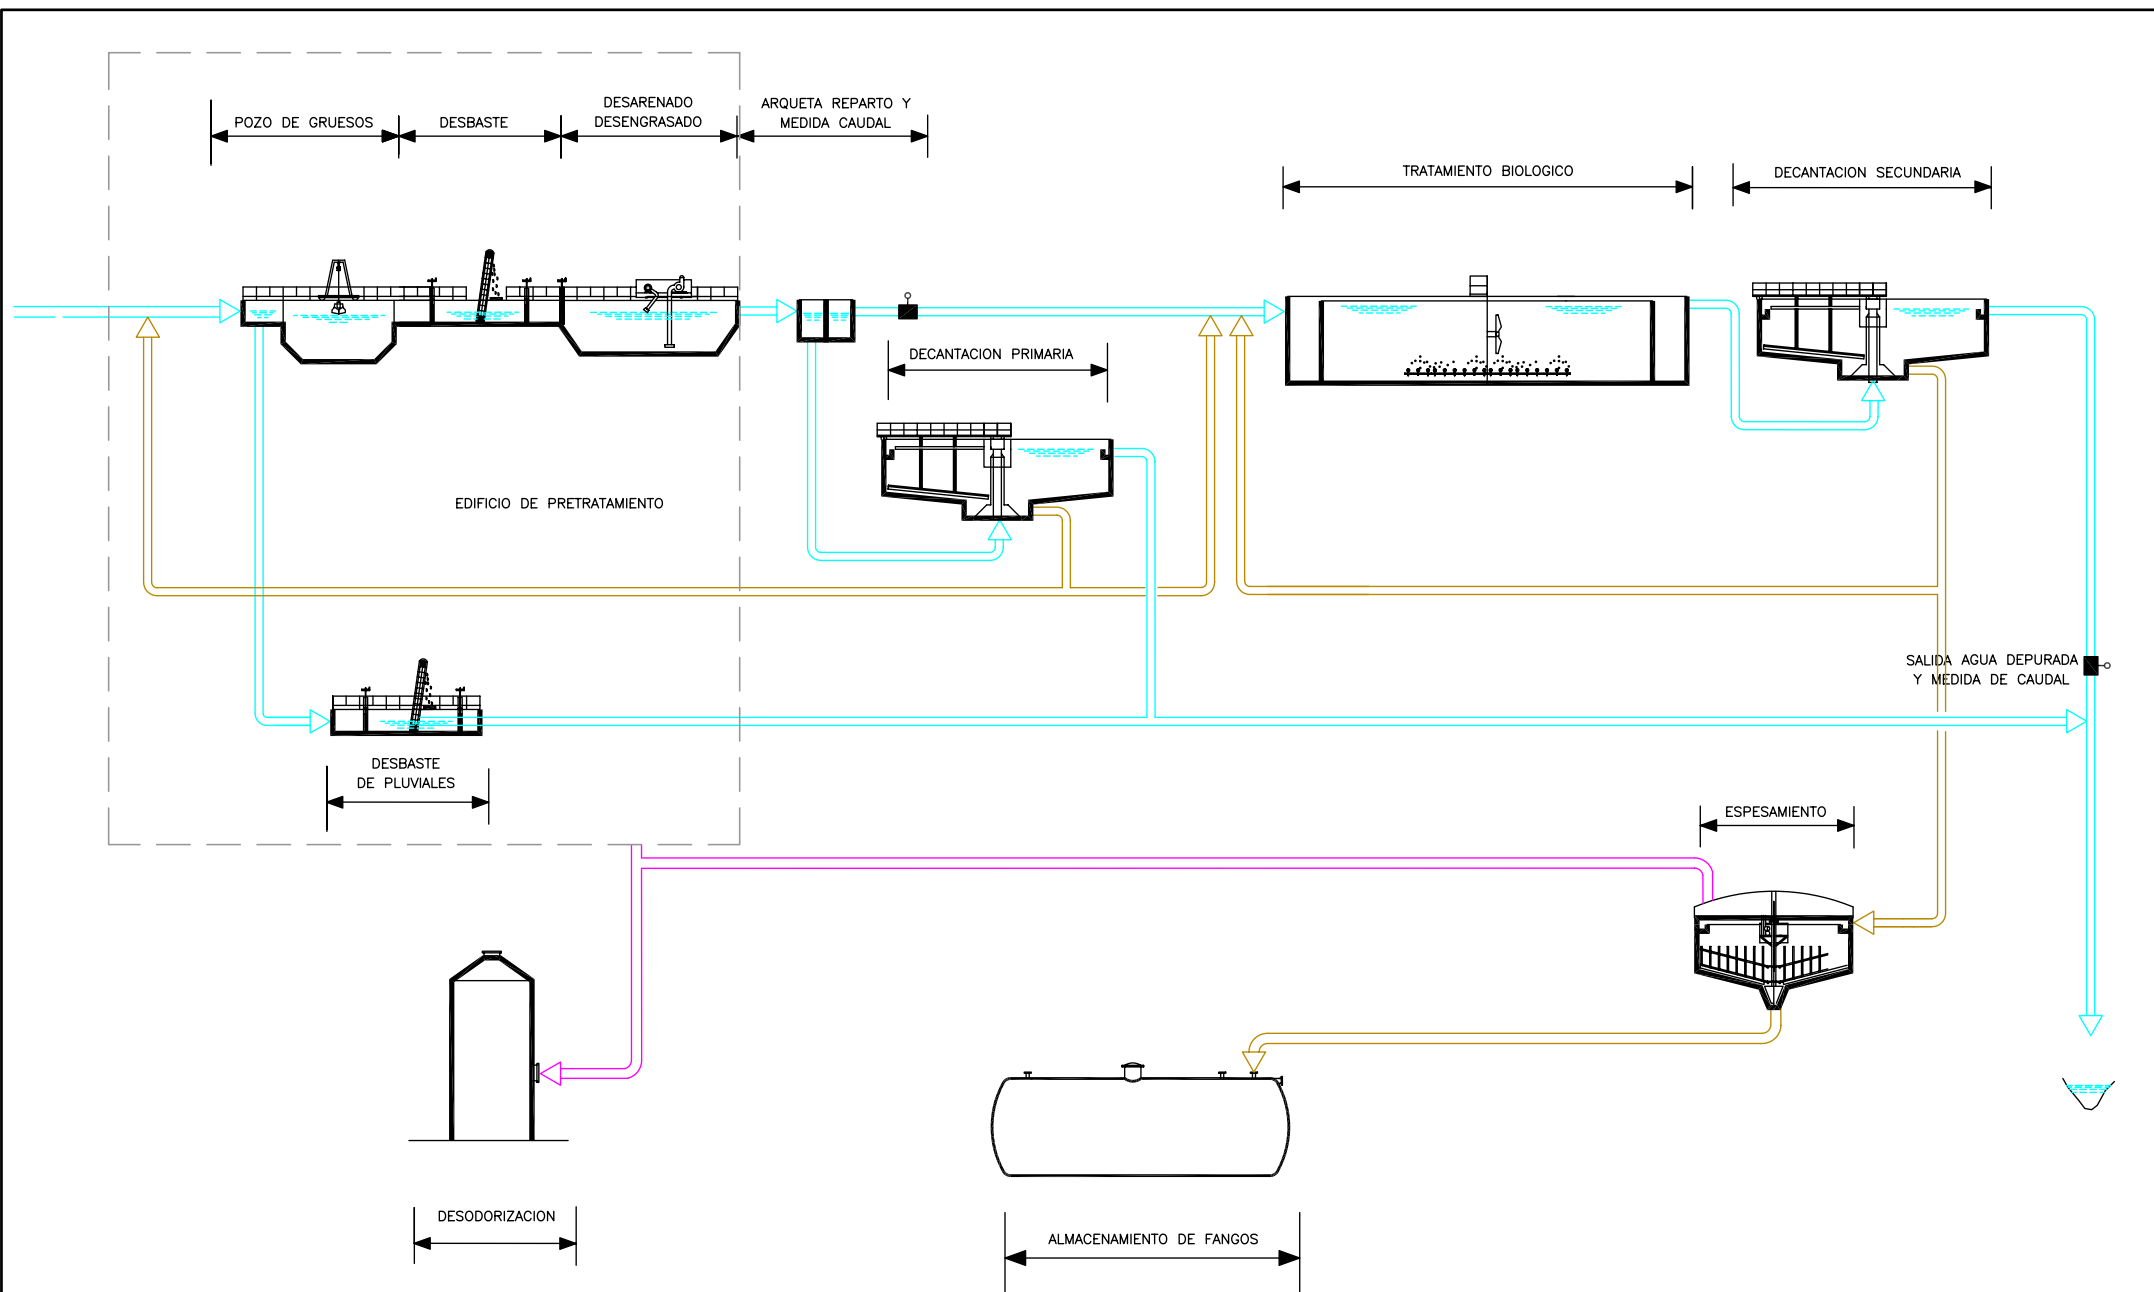 POZO DE GRUESOS
DESBASTE
DESARENADO
DESENGRASADO
ARQUETA REPARTO Y
MEDIDA CAUDAL
TRATAMIENTO BIOLOGICO
DECANTACION SECUNDARIA
DECANTACION PRIMARIA
EDIFICIO DE PRETRATAMIENTO
SALIDA AGUA DEPURADA
Y MEDIDA DE CAUDAL
DESBASTE
DE PLUVIALES
ESPESAMIENTO
DESODORIZACION
ALMACENAMIENTO DE FANGOS